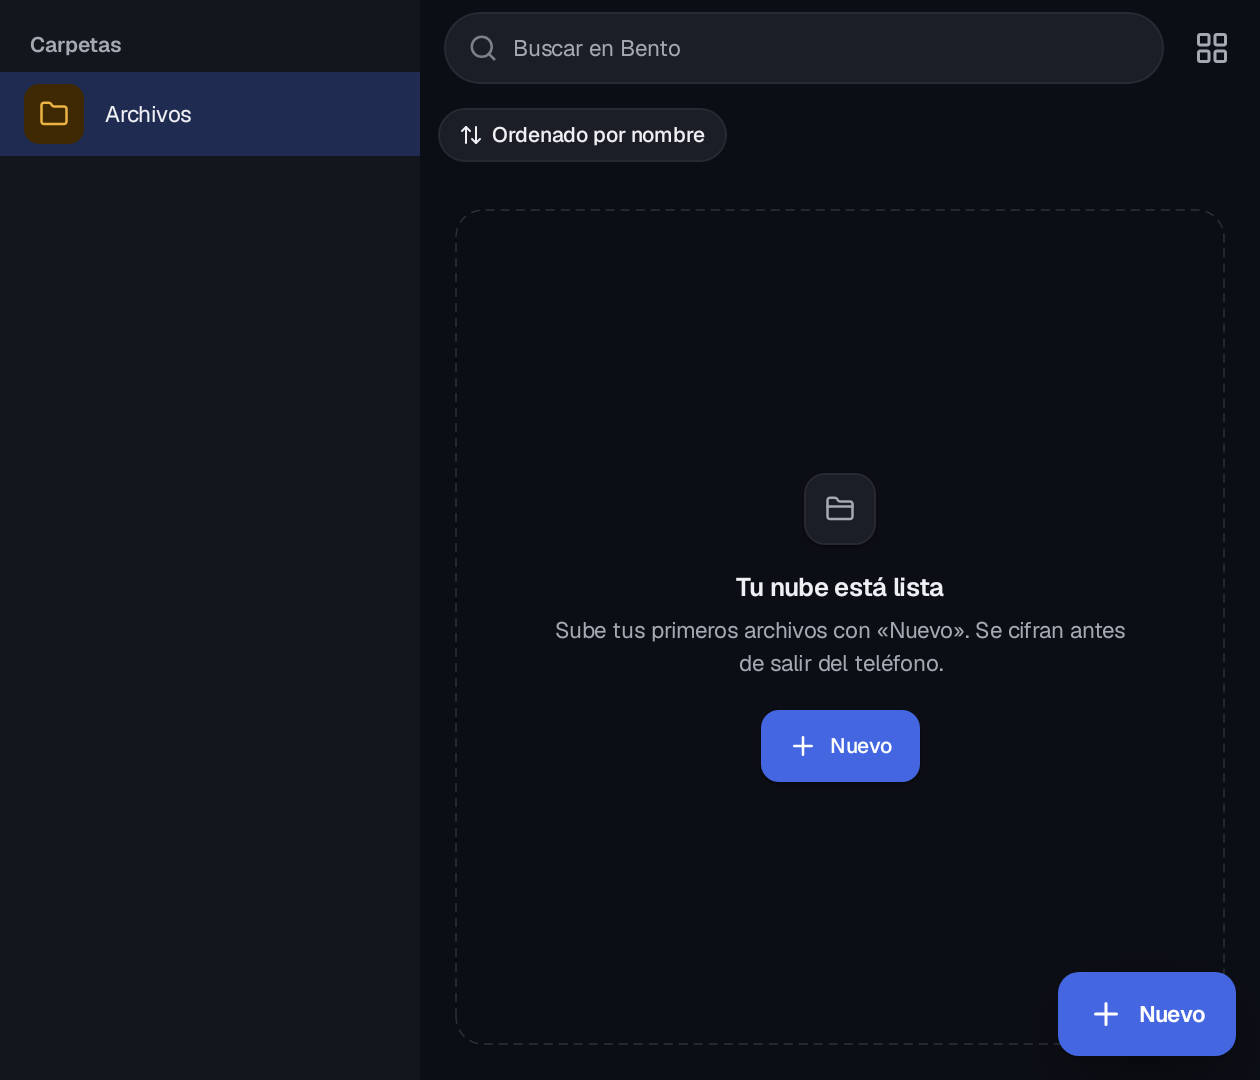 Carpetas
Archivos
Buscar en Bento
Ordenado por nombre
Tu nube está lista
Sube tus primeros archivos con «Nuevo». Se cifran antes
de salir del teléfono.
Nuevo
Nuevo